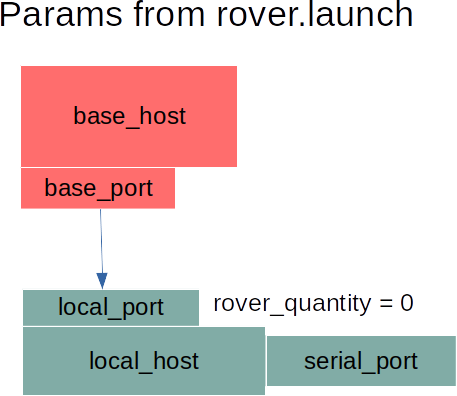 Params from rover.launch
base_host
base_port
local_port
rover_quantity = 0
local_host
serial_port